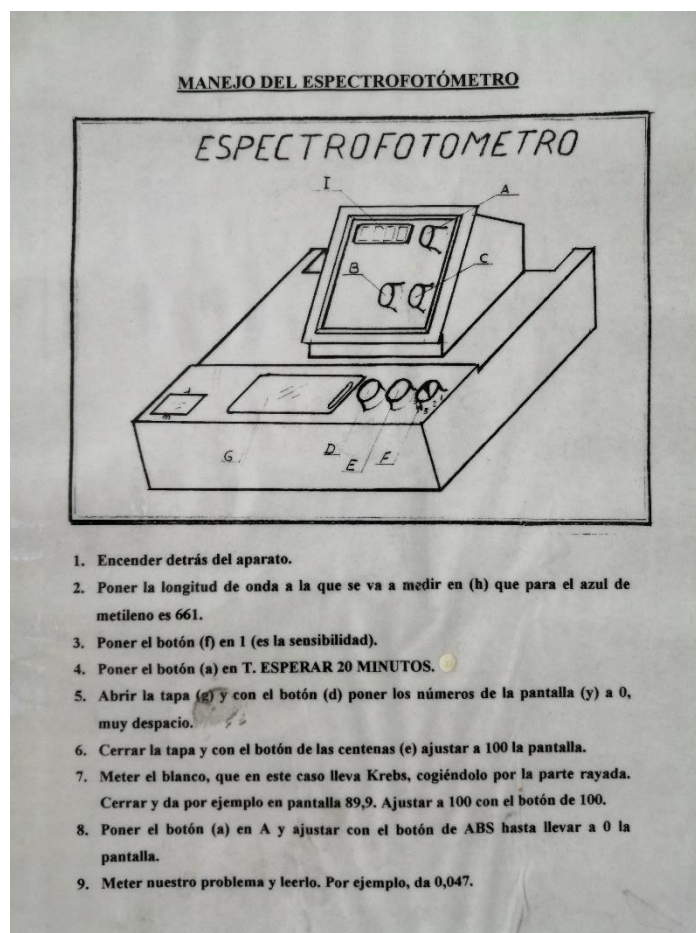 MANEJO DEL ESPECTROFOTÓMETRO
ESPECTROFOTOMETRO
I
A
B
C
G
D
E
F
1. Encender detrás del aparato.
2. Poner la longitud de onda a la que se va a medir en (h) que para el azul de
metileno es 661.
3. Poner el botón (f) en 1 (es la sensibilidad).
4. Poner el botón (a) en T. ESPERAR 20 MINUTOS.
5. Abrir la tapa (g) y con el botón (d) poner los números de la pantalla (y) a 0,
muy despacio.
6. Cerrar la tapa y con el botón de las centenas (e) ajustar a 100 la pantalla.
7. Meter el blanco, que en este caso lleva Krebs, cogiéndolo por la parte rayada.
Cerrar y da por ejemplo en pantalla 89,9. Ajustar a 100 con el botón de 100.
8. Poner el botón (a) en A y ajustar con el botón de ABS hasta llevar a 0 la
pantalla.
9. Meter nuestro problema y leerlo. Por ejemplo, da 0,047.